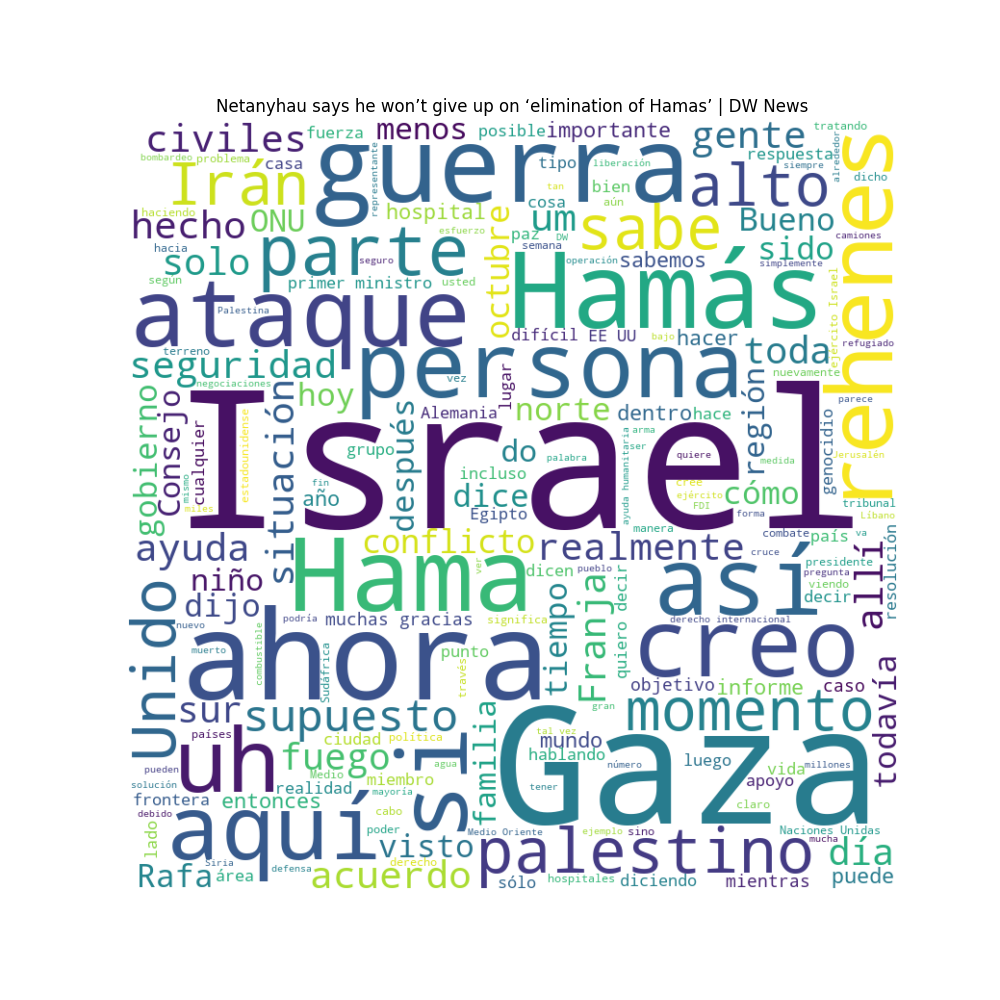 Netanyhau says he won’t give up on ‘elimination of Hamas’ | DW News
civiles
fuerza
menos
posible
importante
gente
tratando
bombardeo
problema
casa
representante
guerra
tipo
liberación
respuesta
siempre
alrededor
dicho
Irán
tan
bien
aún
alto
rehenes
haciendo
hecho
ONU
hospital
esfuerzo
octubre
cosa
um
paz
DW
semana
sabe
Bueno
camiones
hacia
solo
parte
seguro
operación
sabemos
sido
simplemente
según
primer ministro
usted
Hamás
Palestina
ataque
difícil
EE UU
bajo
hacer
toda
ejército Israel
refugiado
terreno
seguridad
persona
nuevamente
negociaciones
vez
lugar
región
parece
gobierno
Consejo
cualquier
estadounidense
situación
hoy
después
Alemania
norte
dentro
hace
genocidio
Israel
grupo
do
palabra
ayuda humanitaria
arma
ser
quiere
medida
Jerusalén
mismo
miles
fin
año
incluso
dice
Egipto
cree
ejército
FDI
cómo
tribunal
Líbano
forma
manera
combate
país
va
ayuda
conflicto
realmente
cruce
resolución
niño
Hama
ver
dicen
pueblo
así
presidente
pregunta
viendo
allí
Unido
dijo
podría
muchas gracias
significa
tiempo
Franja
quiero decir
derecho internacional
decir
nuevo
muerto
combustible
ahora
Sudáfrica
punto
través
creo
sur
supuesto
objetivo
informe
caso
todavía
gran
momento
países
uh
fuego
ciudad
política
si
familia
tal vez
mundo
hablando
Gaza
luego
pueden
solución
Medio
realidad
miembro
mayoría
agua
número
tener
vida
apoyo
millones
frontera
debido
entonces
cabo
claro
lado
aquí
poder
visto
Medio Oriente
ejemplo
sino
Naciones Unidas
mucha
Siria
derecho
palestino
día
Rafa
área
defensa
acuerdo
sólo
hospitales
diciendo
mientras
puede